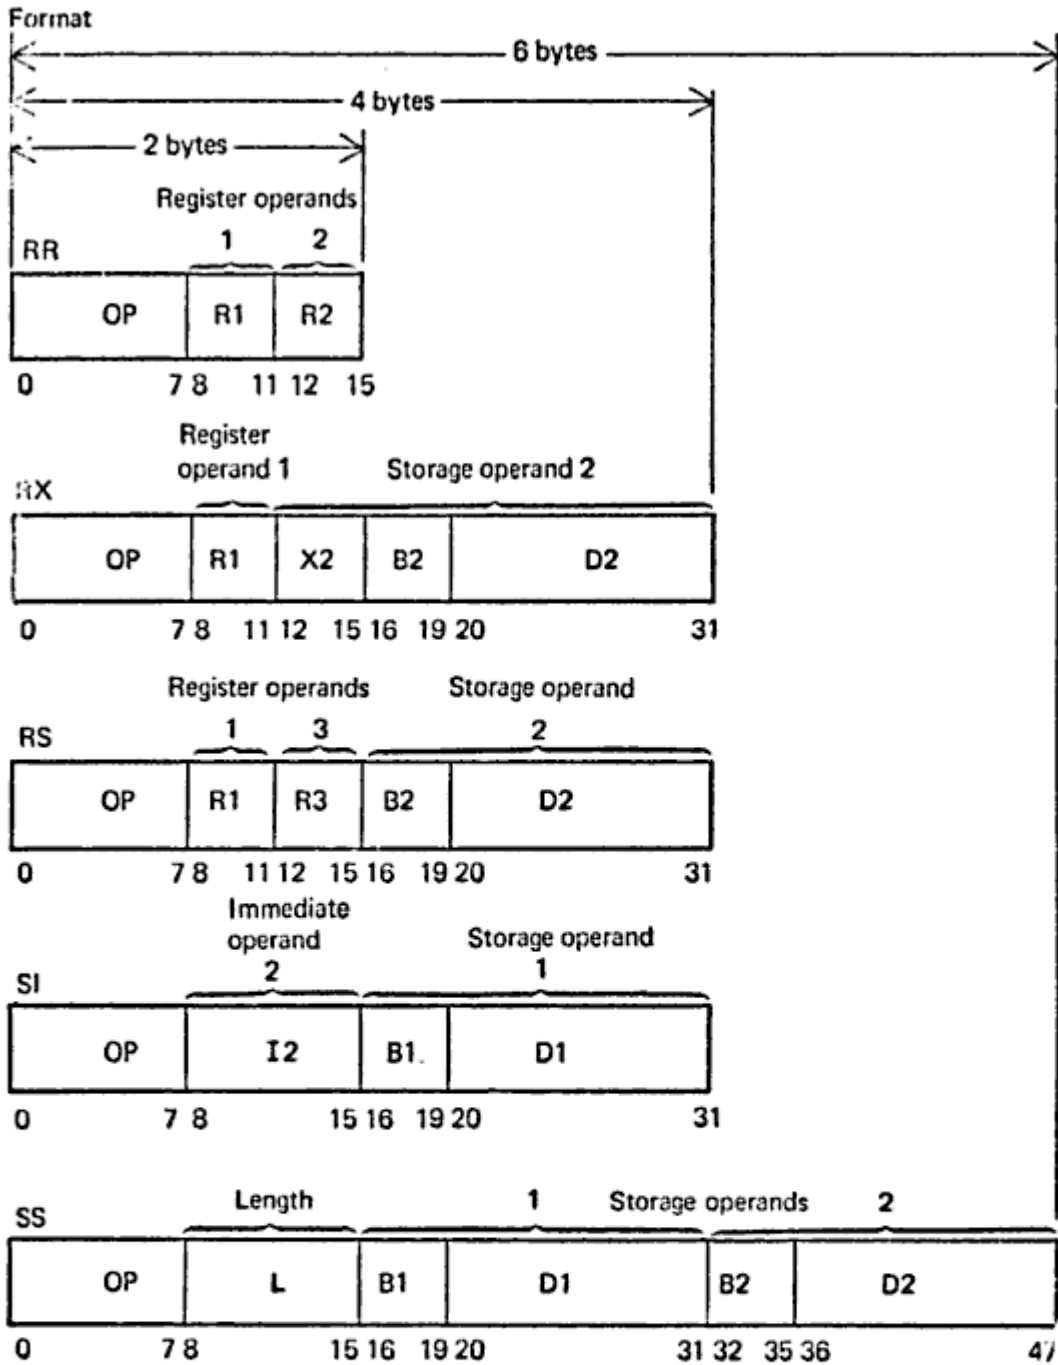 Format
6 bytes
4 bytes
2 bytes
Register operands
1 2
RR
OP R1 R2
0 7 8 11 12 15
Register
operand 1 Storage operand 2
RX
OP R1 X2 B2 D2
0 7 8 11 12 15 16 19 20 31
Register operands Storage operand
RS 1 3 2
OP R1 R3 B2 D2
0 7 8 11 12 15 16 19 20 31
Immediate
operand Storage operand
SI 2 1
OP I2 B1 D1
0 7 8 15 16 19 20 31
SS Length 1 Storage operands 2
OP L B1 D1 B2 D2
0 7 8 15 16 19 20 31 32 35 36 47